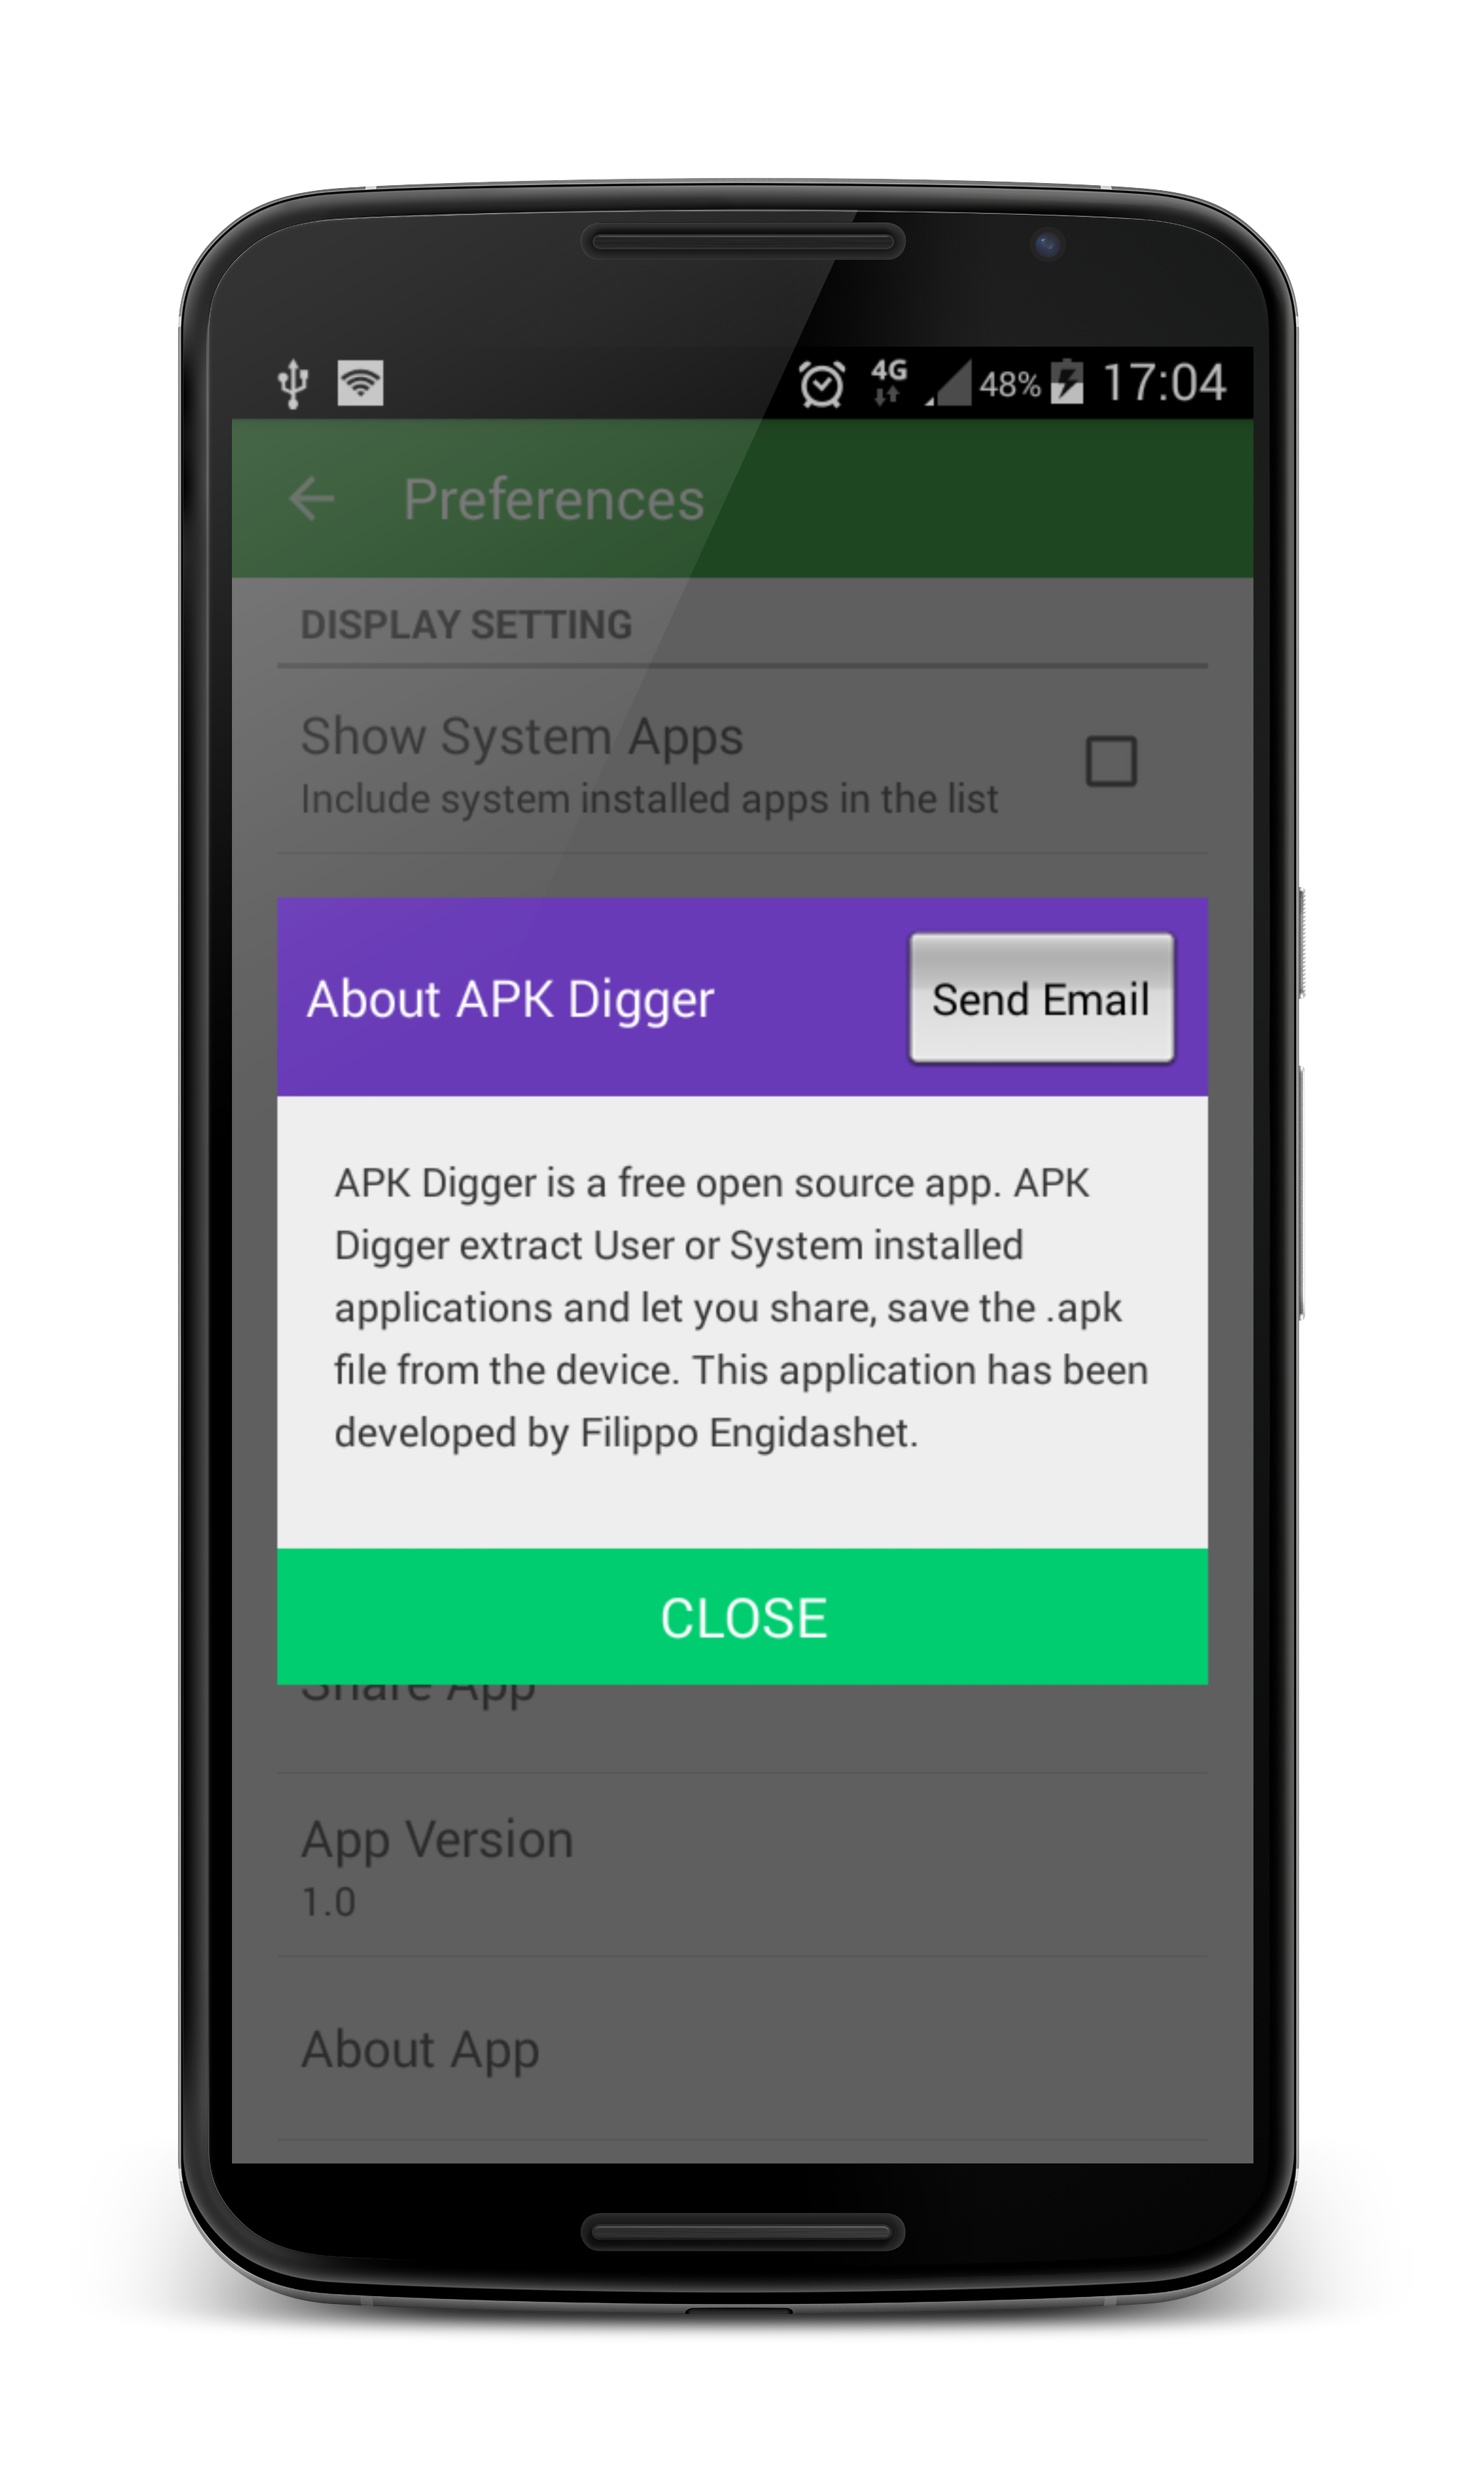 4G 48% 17:04
Preferences
DISPLAY SETTING
Show System Apps
Include system installed apps in the list
About APK Digger
Send Email
APK Digger is a free open source app. APK
Digger extract User or System installed
applications and let you share, save the .apk
file from the device. This application has been
developed by Filippo Engidashet.
CLOSE
Share App
App Version
1.0
About App